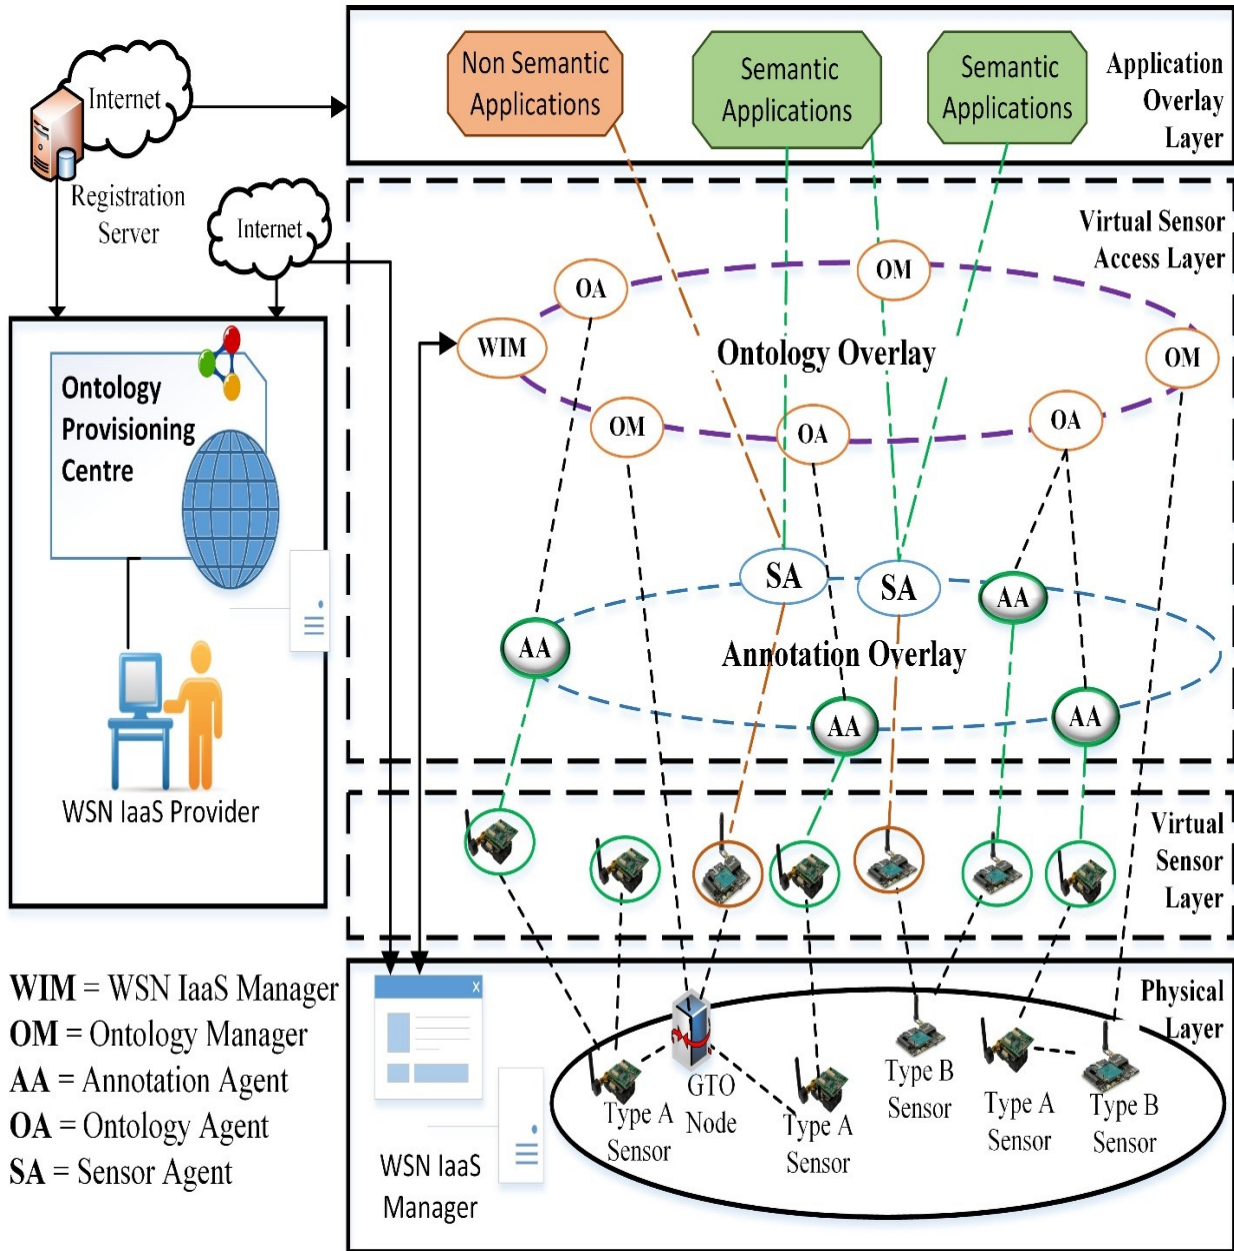 Internet
Registration
Server
Internet
Non Semantic
Applications
Semantic
Applications
Semantic
Applications
Application
Overlay
Layer
Virtual Sensor
Access Layer
OA
OM
WIM
Ontology Overlay
OM
OM
OA
OA
Ontology
Provisioning
Centre
WSN IaaS Provider
SA
SA
AA
AA
Annotation Overlay
AA
AA
Virtual
Sensor
Layer
WIM = WSN IaaS Manager
OM = Ontology Manager
AA = Annotation Agent
OA = Ontology Agent
SA = Sensor Agent
X
WSN IaaS
Manager
Physical
Layer
Type A
Sensor
GTO
Node
Type A
Sensor
Type B
Sensor
Type A
Sensor
Type B
Sensor